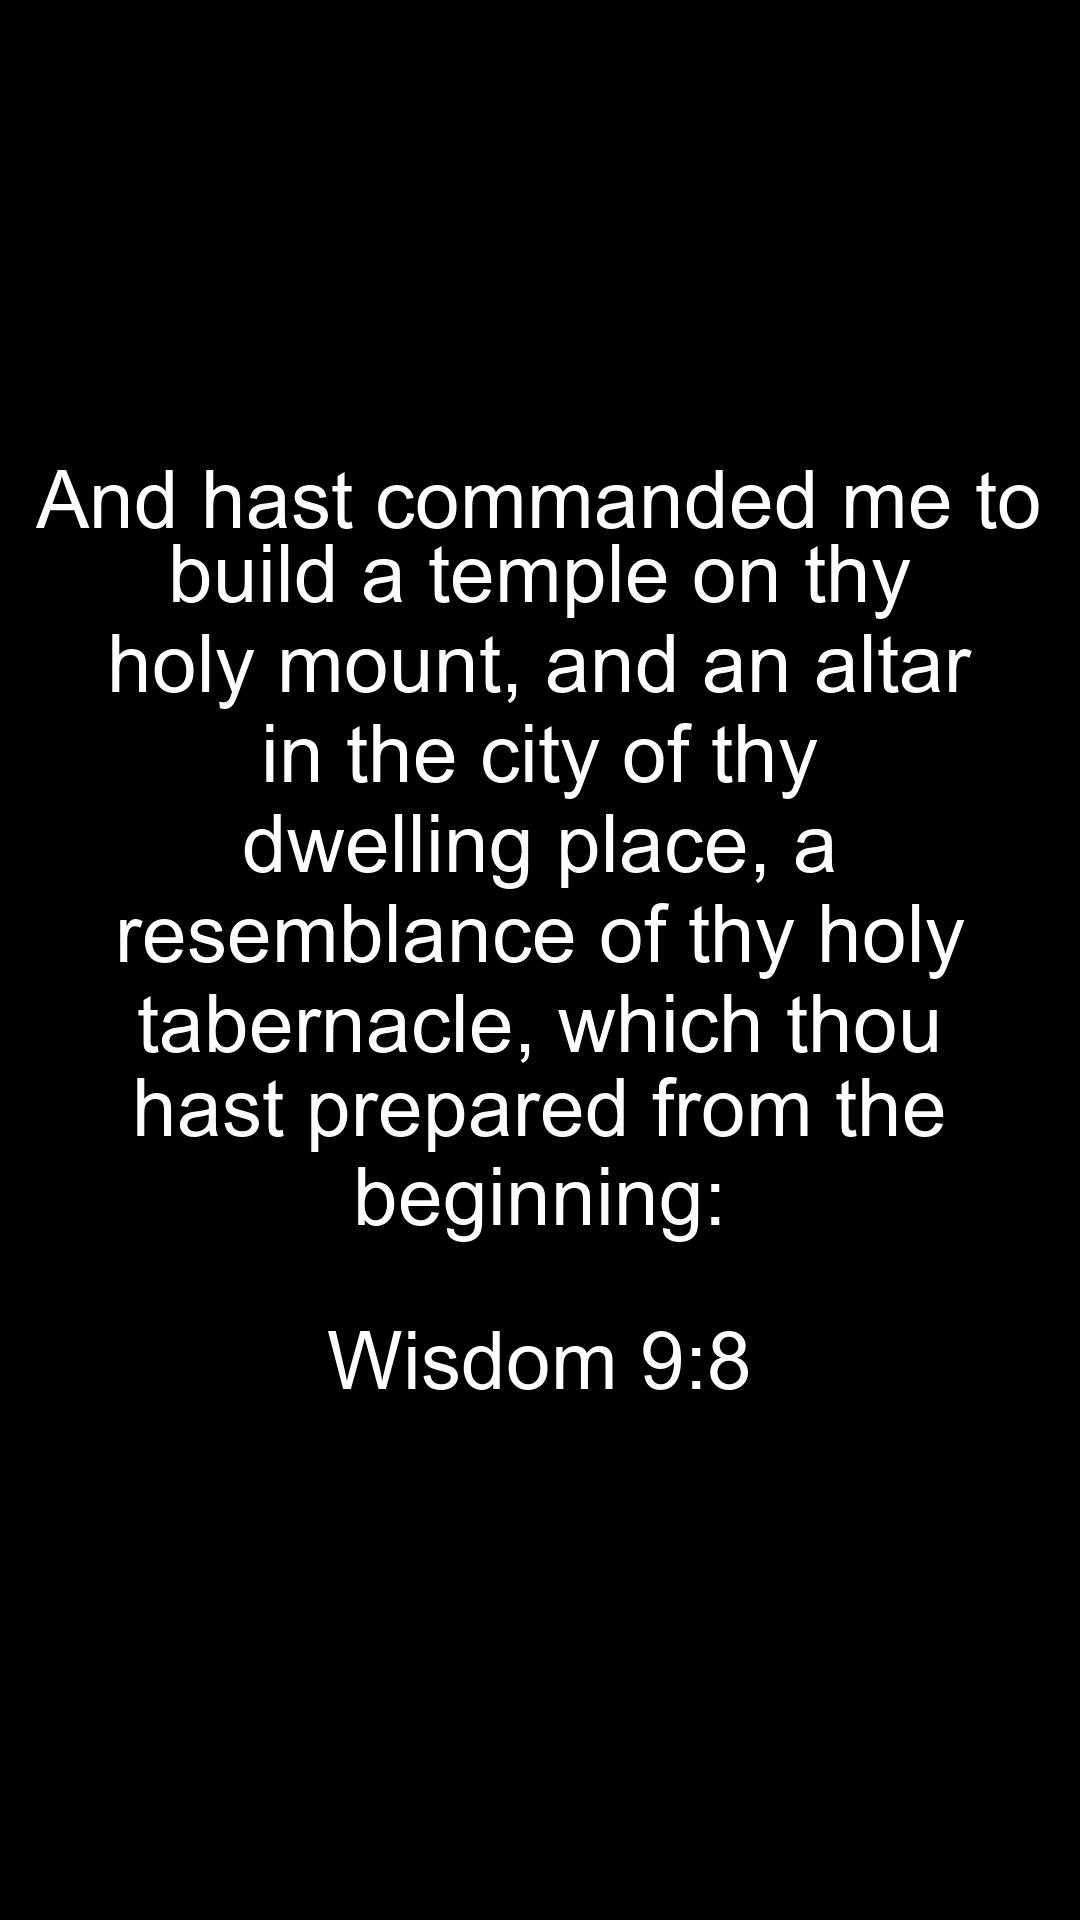 And hast commanded me to
build a temple on thy
holy mount, and an altar
in the city of thy
dwelling place, a
resemblance of thy holy
tabernacle, which thou
hast prepared from the
beginning:
Wisdom 9:8